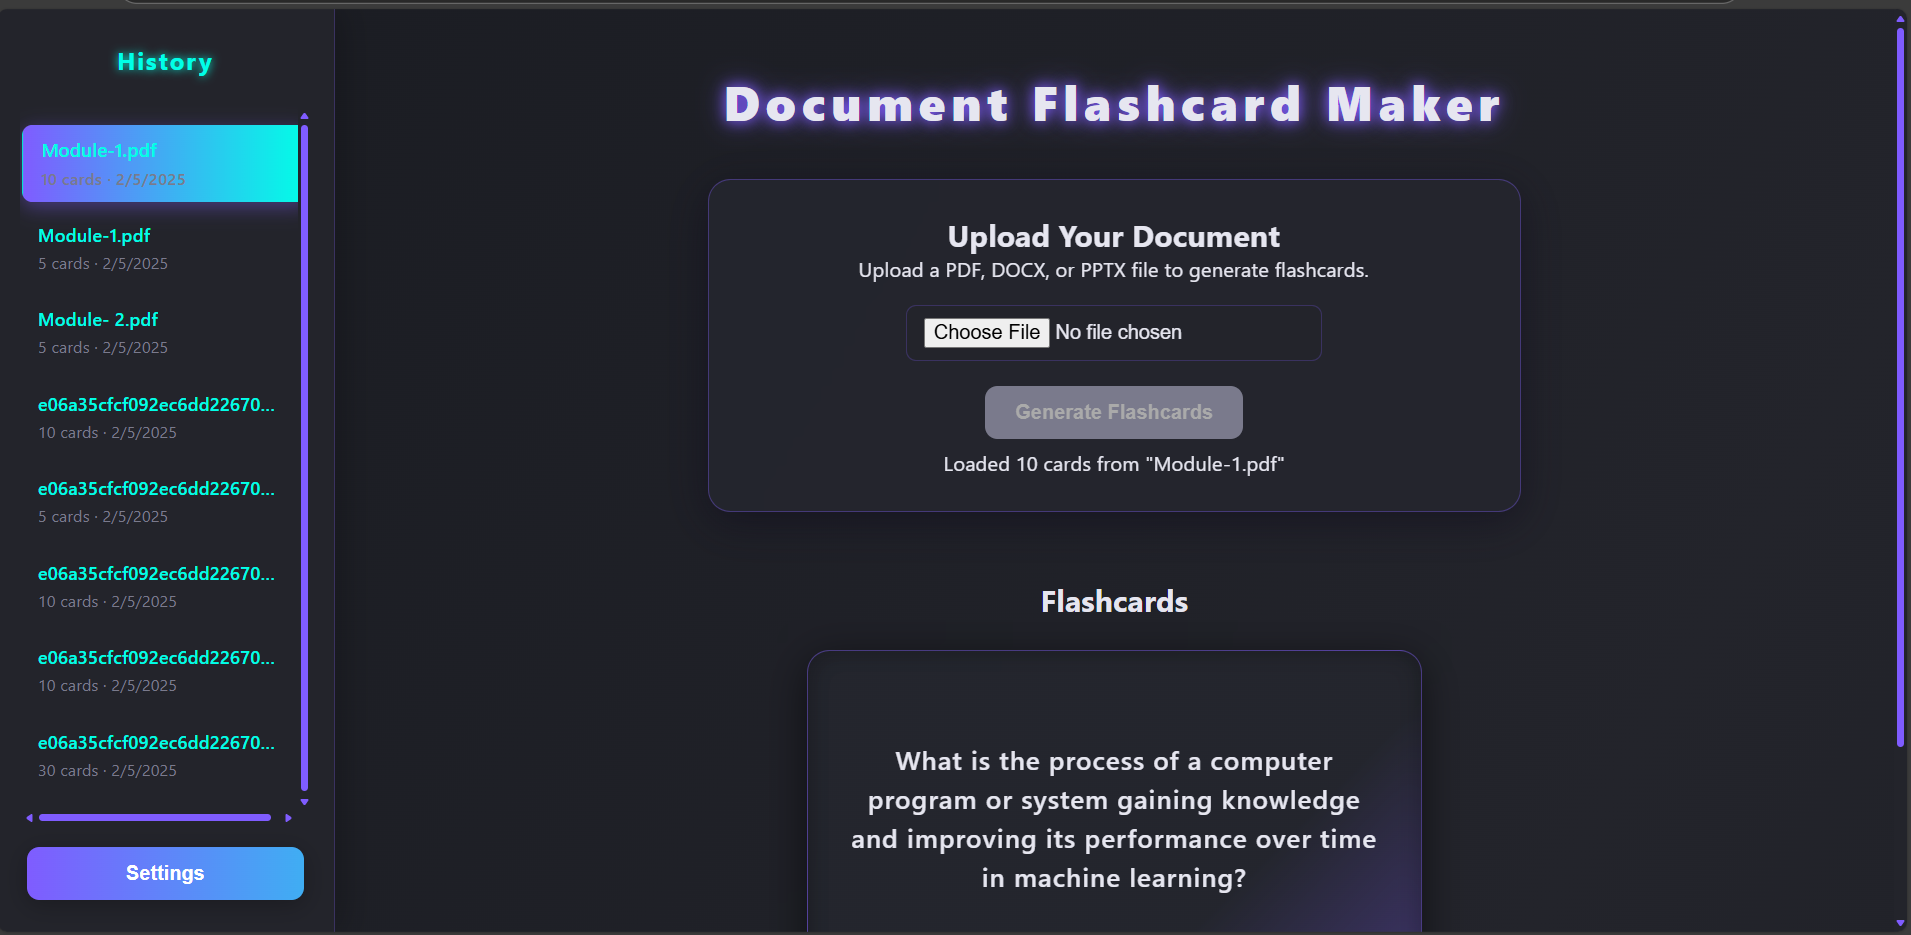 History
Module-1.pdf
10 cards · 2/5/2025
Module-1.pdf
5 cards · 2/5/2025
Module- 2.pdf
5 cards · 2/5/2025
e06a35cfcf092ec6dd22670...
10 cards · 2/5/2025
e06a35cfcf092ec6dd22670...
5 cards · 2/5/2025
e06a35cfcf092ec6dd22670...
10 cards · 2/5/2025
e06a35cfcf092ec6dd22670...
10 cards · 2/5/2025
e06a35cfcf092ec6dd22670...
30 cards · 2/5/2025
Settings
Document Flashcard Maker
Upload Your Document
Upload a PDF, DOCX, or PPTX file to generate flashcards.
Choose File No file chosen
Generate Flashcards
Loaded 10 cards from "Module-1.pdf"
Flashcards
What is the process of a computer
program or system gaining knowledge
and improving its performance over time
in machine learning?